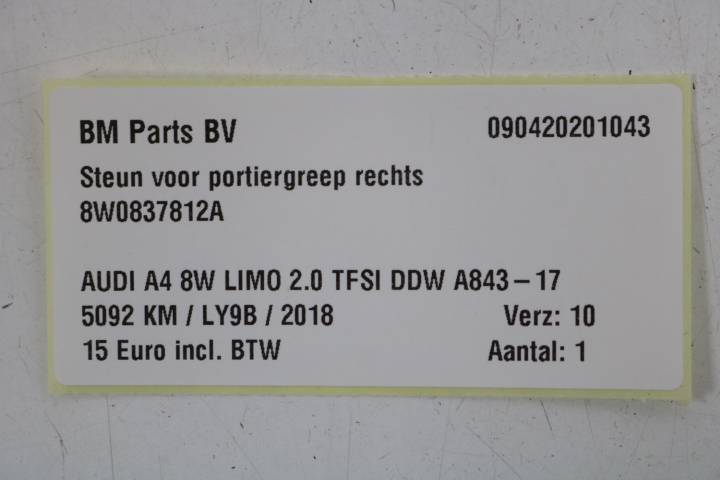 BM Parts BV 090420201043
Steun voor portiergreep rechts
8W0837812A
AUDI A4 8W LIMO 2.0 TFSI DDW A843-17
5092 KM / LY9B / 2018 Verz: 10
15 Euro incl. BTW Aantal: 1